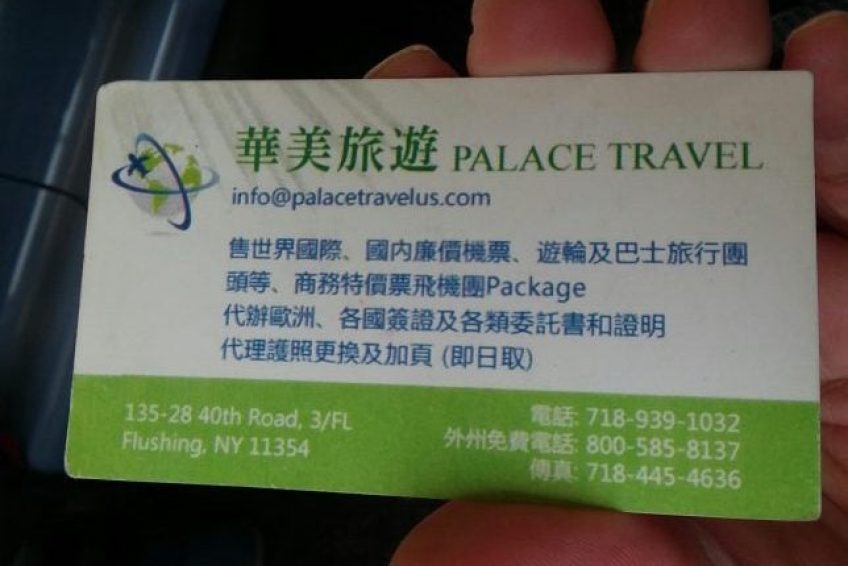 華美旅遊 PALACE TRAVEL
info@palacetravelus.com
售世界國際、國内廉價機票、遊輪及巴士旅行團
頭等、商務特價票飛機團Package
代辦歐洲、各國簽證及各類委託書和證明
代理護照更換及加頁 (即日取)
135-28 40th Road, 3/FL
Flushing, NY 11354
電話: 718-939-1032
外州免費電話: 800-585-8137
傳真: 718-445-4636